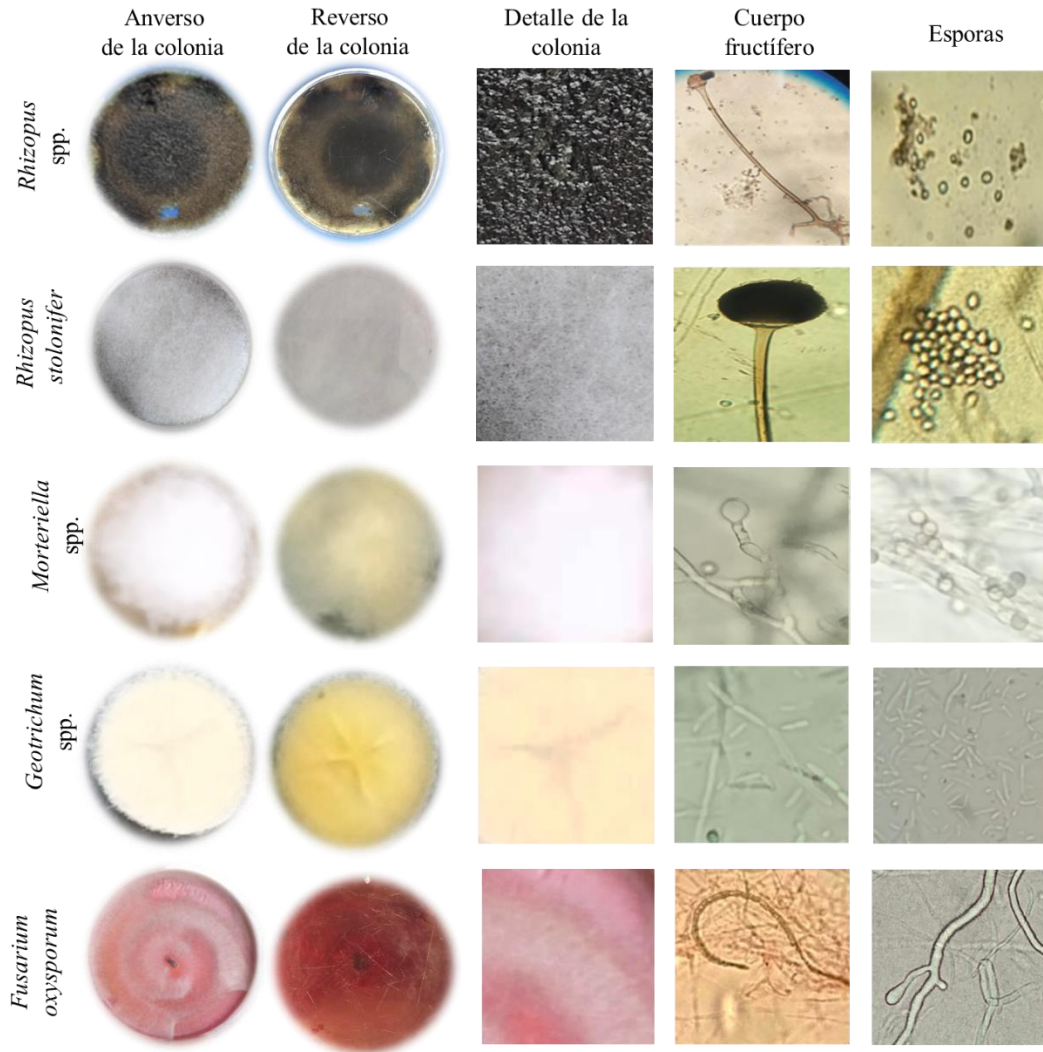 Anverso
de la colonia
Reverso
de la colonia
Detalle de la
colonia
Cuerpo
fructífero
Esporas
Rhizopus
spp.
Rhizopus
stolonifer
Morteriella
spp.
Geotrichum
spp.
Fusarium
oxysporum